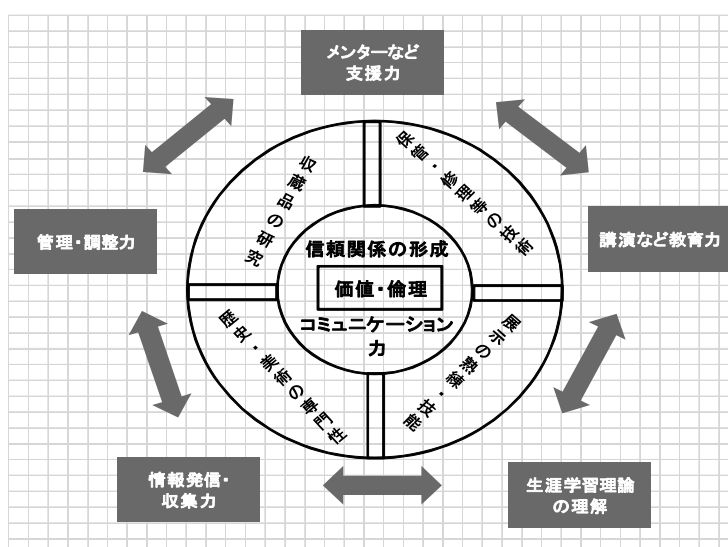 メンターなど
支援力
収蔵品の研究
保管・修理等の技術
管理・調整力
講演など教育力
信頼関係の形成
価値・倫理
コミュニケーション
力
歴史・美術の専門性
展示の熟練・技能
情報発信・
収集力
生涯学習理論
の理解